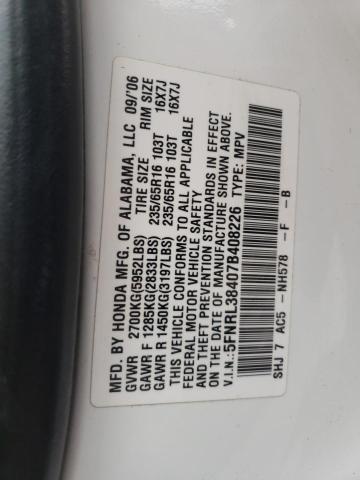 MFD. BY HONDA MFG. OF ALABAMA, LLC 09/'06
GVWR 2700KG(5952LBS) TIRE SIZE RIM SIZE
GAWR F 1285KG(2833LBS) 235/65R16 103T 16X7J
GAWR R 1450KG(3197LBS) 235/65R16 103T 16X7J
THIS VEHICLE CONFORMS TO ALL APPLICABLE
FEDERAL MOTOR VEHICLE SAFETY
STANDARDS IN EFFECT ON THE
DATE OF MANUFACTURE SHOWN ABOVE.
V.I.N.: 5FNRL38407B408226 TYPE: MPV
SHJ 7 AC5 - NH578 - F - B